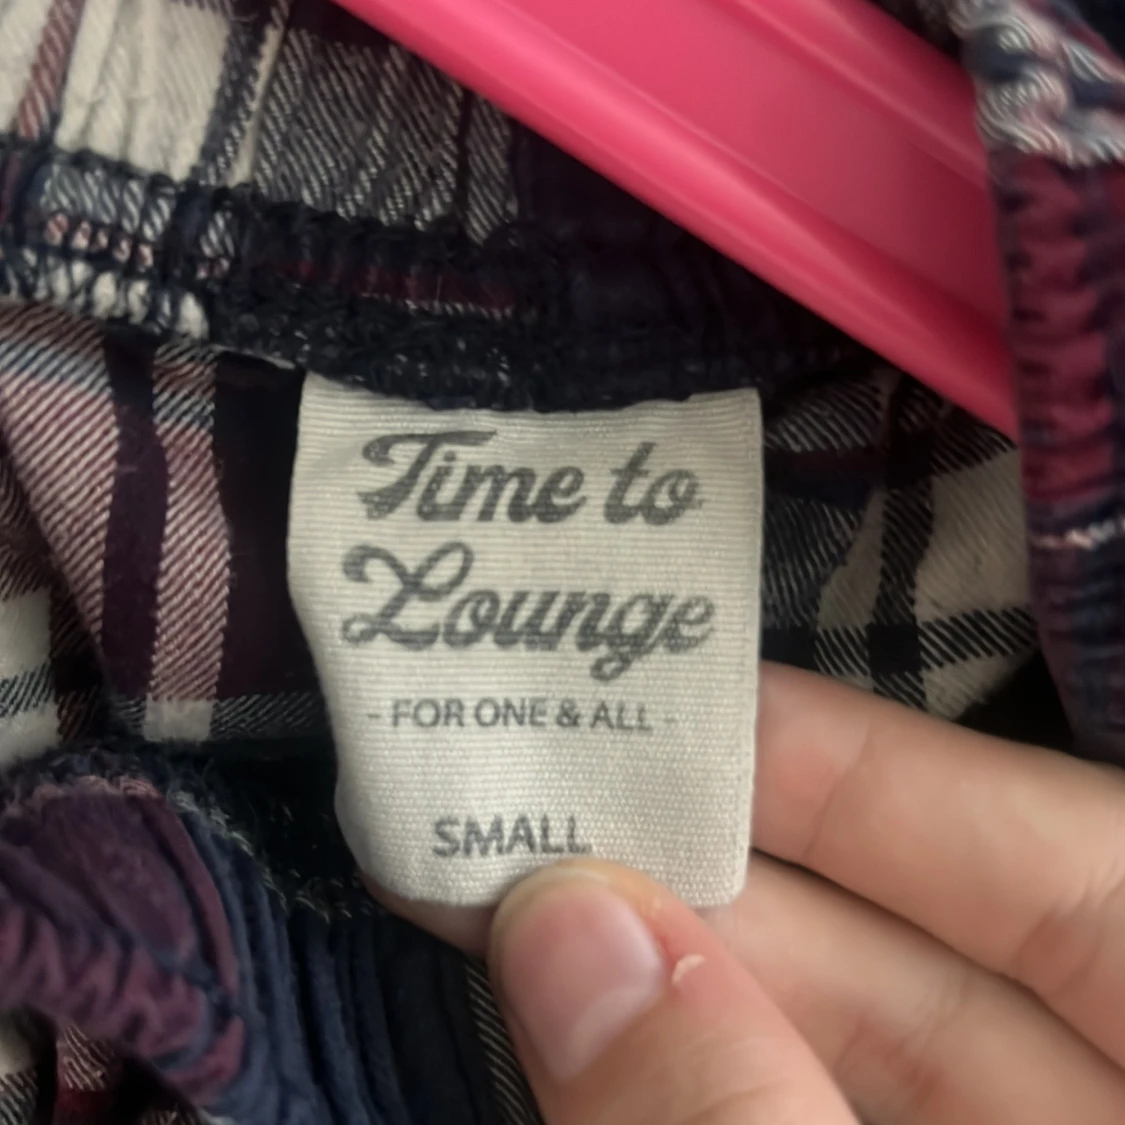 Time to
Lounge
- FOR ONE & ALL -
SMALL